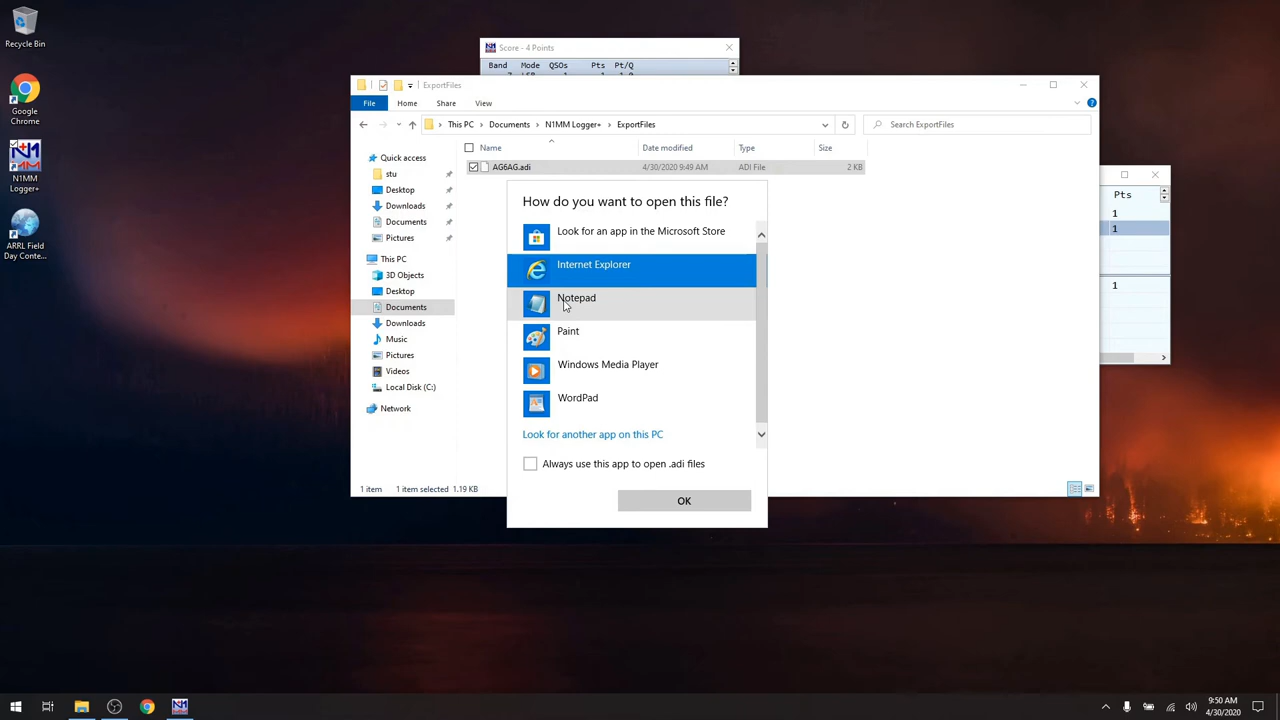 Recycle Bin
Google
Chrome
N1MM
Logger+
ARRL Field
Day Conte...
Score - 4 Points
Band Mode QSOs Pts Pt/Q
ExportFiles
File Home Share View
This PC Documents N1MM Logger+ ExportFiles
Search ExportFiles
Name Date modified Type Size
AG6AG.adi 4/30/2020 9:49 AM ADI File 2 KB
Quick access
stu
Desktop
Downloads
Documents
Pictures
This PC
3D Objects
Desktop
Documents
Downloads
Music
Pictures
Videos
Local Disk (C:)
Network
1 item 1 item selected 1.19 KB
How do you want to open this file?
Look for an app in the Microsoft Store
Internet Explorer
Notepad
Paint
Windows Media Player
WordPad
Look for another app on this PC
Always use this app to open .adi files
OK
Pts
1
1
1
9:50 AM
4/30/2020